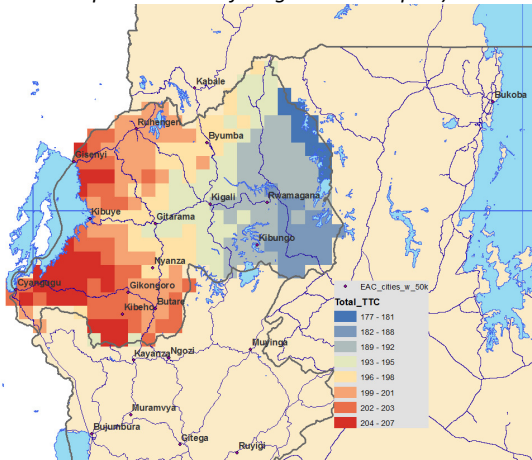 Kabale
Bukoba
Ruhengeri
Byumba
Gisenyi
Kigali
Rwamagana
Kibuye
Gitarama
Kibungo
Nyanza
Cyangugu
Gikongoro
Butare
Kibeho
EAC_cities_w_50k
Total_TTC
177 - 181
182 - 188
189 - 192
193 - 195
196 - 198
199 - 201
202 - 203
204 - 207
Kayanza
Ngozi
Muyinga
Muramvya
Bujumbura
Gitega
Ruyigi